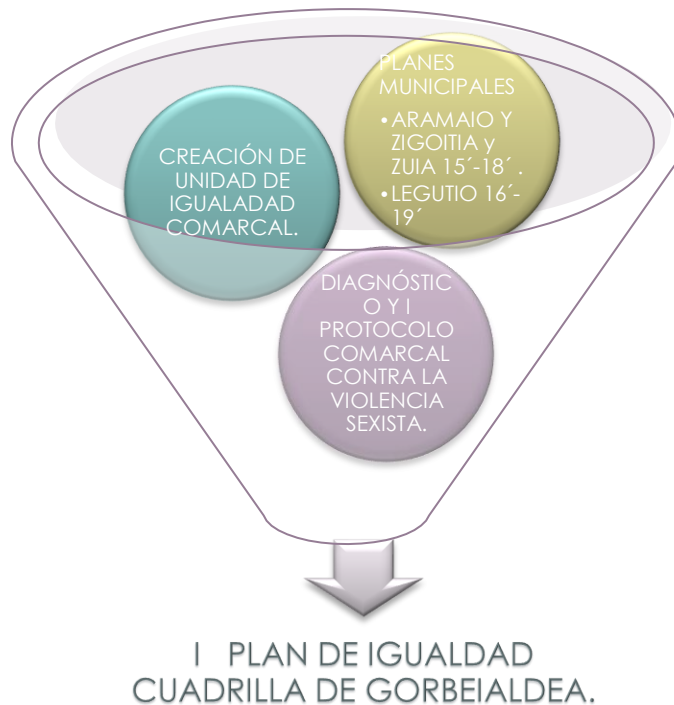 PLANES
MUNICIPALES
• ARAMAIO Y
ZIGOITIA y
ZUIA 15´-18´ .
• LEGUTIO 16´-
19´
CREACIÓN DE
UNIDAD DE
IGUALADAD
COMARCAL.
DIAGNÓSTIC
O Y I
PROTOCOLO
COMARCAL
CONTRA LA
VIOLENCIA
SEXISTA.
I PLAN DE IGUALDAD
CUADRILLA DE GORBEIALDEA.